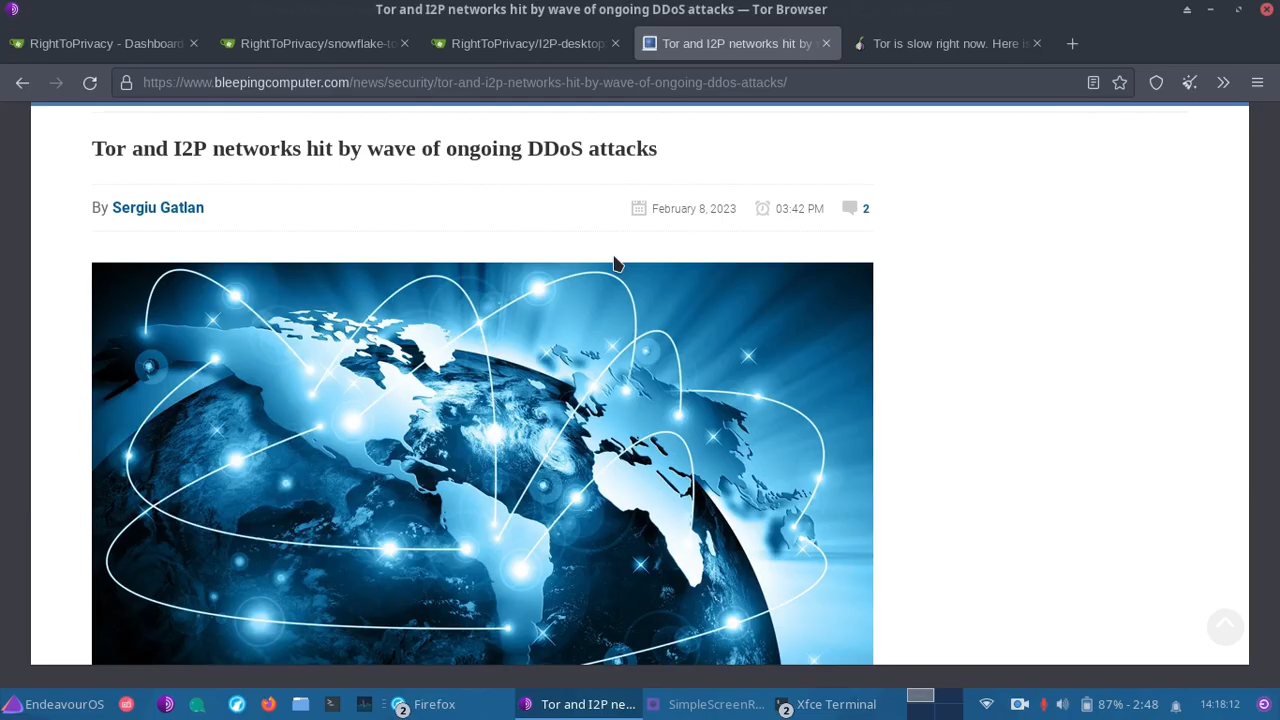 Tor and I2P networks hit by wave of ongoing DDoS attacks — Tor Browser
RightToPrivacy - Dashboard
RightToPrivacy/snowflake-to
RightToPrivacy/I2P-desktop
Tor and I2P networks hit by
Tor is slow right now. Here is
https://www.bleepingcomputer.com/news/security/tor-and-i2p-networks-hit-by-wave-of-ongoing-ddos-attacks/
Tor and I2P networks hit by wave of ongoing DDoS attacks
By Sergiu Gatlan
February 8, 2023
03:42 PM
2
EndeavourOS
2
Firefox
Tor and I2P ne...
SimpleScreenR...
2
Xfce Terminal
87% - 2:48
14:18:12